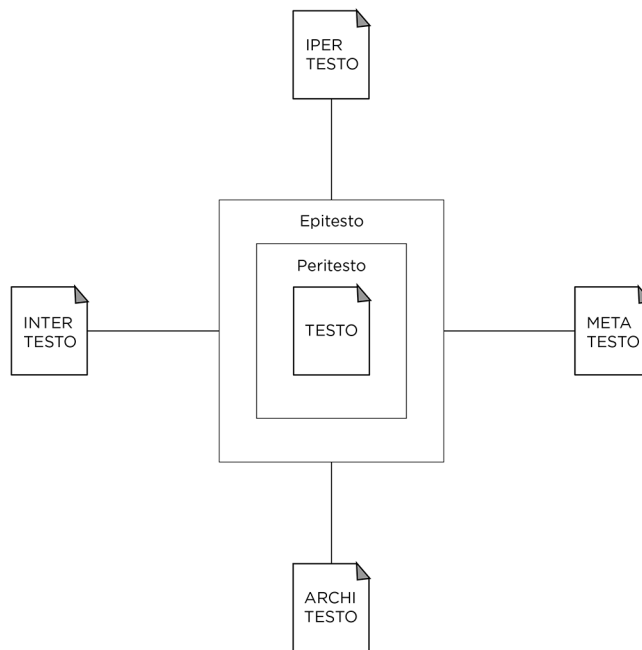 IPER
TESTO
Epitesto
Peritesto
INTER
TESTO
TESTO
META
TESTO
ARCHI
TESTO